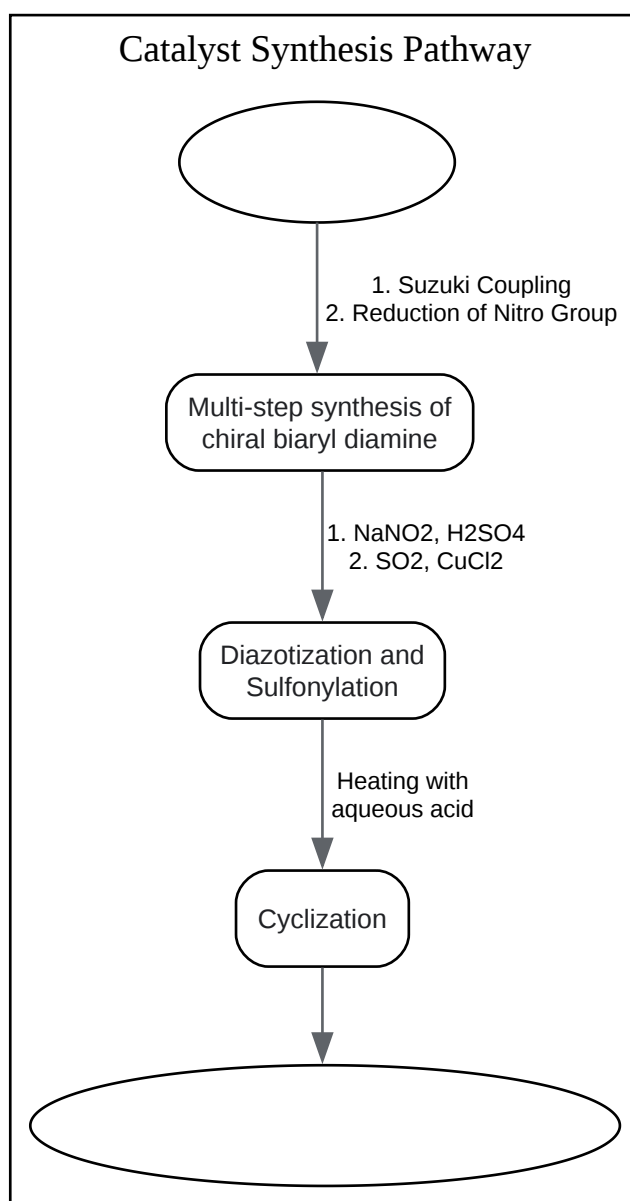 Catalyst Synthesis Pathway
1. Suzuki Coupling
2. Reduction of Nitro Group
Multi-step synthesis of
chiral biaryl diamine
1. NaNO2, H2SO4
2. SO2, CuCl2
Diazotization and
Sulfonylation
Heating with
aqueous acid
Cyclization